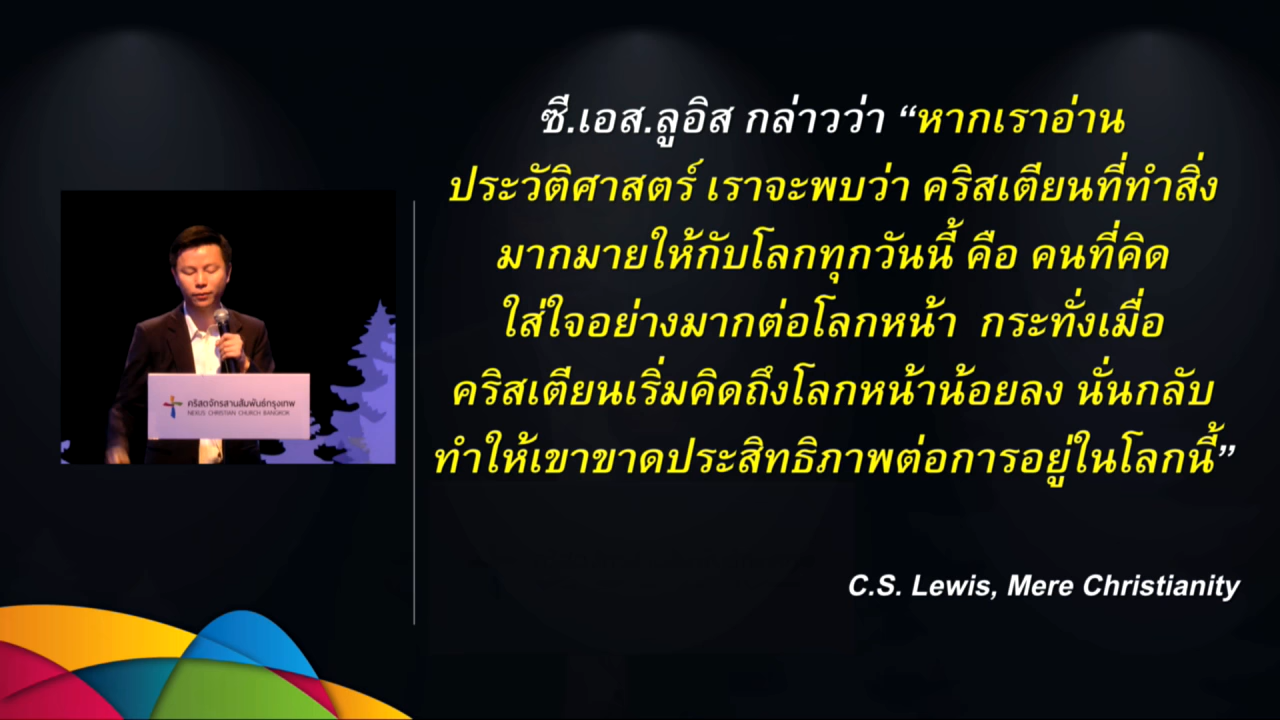 ซี.เอส.ลูอิส กล่าวว่า “หากเราอ่าน
ประวัติศาสตร์ เราจะพบว่า คริสเตียนที่ทำสิ่ง
มากมายให้กับโลกทุกวันนี้ คือ คนที่คิด
ใส่ใจอย่างมากต่อโลกหน้า กระทั่งเมื่อ
คริสเตียนเริ่มคิดถึงโลกหน้าน้อยลง นั่นกลับ
ทำให้เขาขาดประสิทธิภาพต่อการอยู่ในโลกนี้”
C.S. Lewis, Mere Christianity
คริสตจักรสานสัมพันธ์กรุงเทพ
NEXUS CHRISTIAN CHURCH BANGKOK